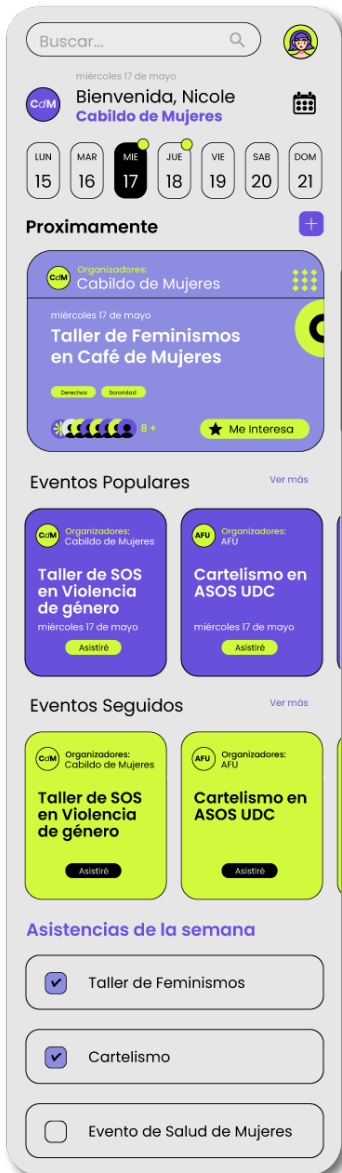 Buscar...
miércoles 17 de mayo
CdM
Bienvenida, Nicole
Cabildo de Mujeres
LUN MAR MIE JUE VIE SAB DOM
15 16 17 18 19 20 21
Proximamente
+
CdM
Organizadores:
Cabildo de Mujeres
miércoles 17 de mayo
Taller de Feminismos
en Café de Mujeres
Derechos Sororidad
8 +
Me Interesa
Eventos Populares
Ver más
CdM
Organizadores:
Cabildo de Mujeres
Taller de SOS
en Violencia
de género
miércoles 17 de mayo
Asistiré
AFU
Organizadores:
AFU
Cartelismo en
ASOS UDC
miércoles 17 de mayo
Asistiré
Eventos Seguidos
Ver más
CdM
Organizadores:
Cabildo de Mujeres
Taller de SOS
en Violencia
de género
Asistiré
AFU
Organizadores:
AFU
Cartelismo en
ASOS UDC
Asistiré
Asistencias de la semana
Taller de Feminismos
Cartelismo
Evento de Salud de Mujeres